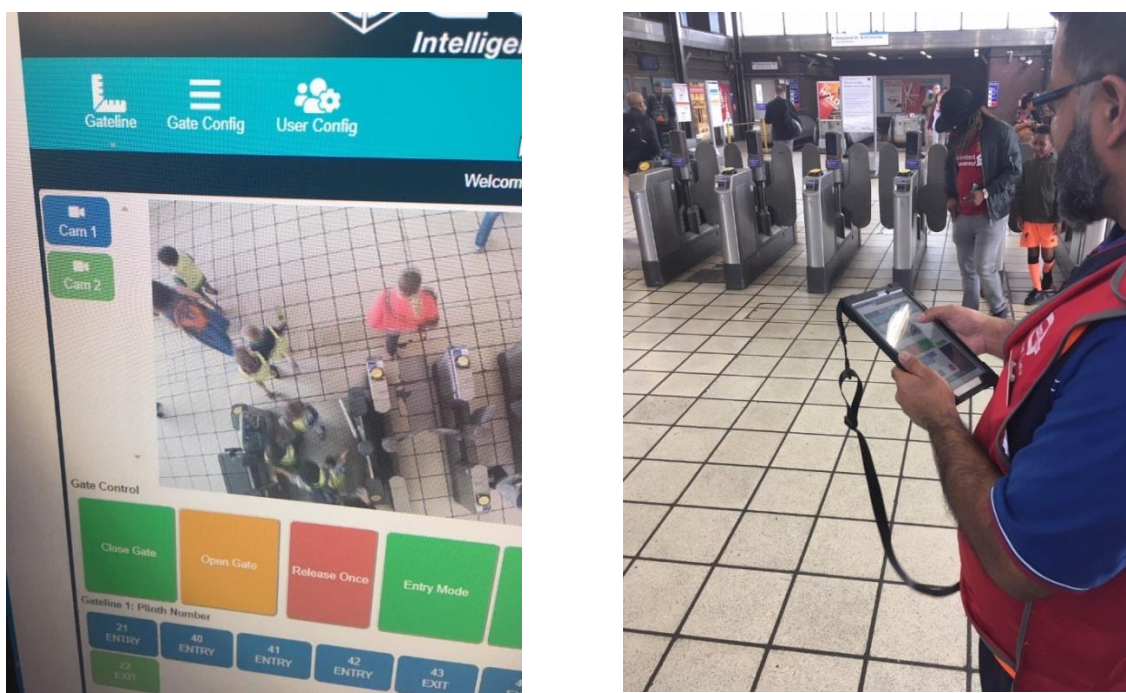 Intellige
Gateline
Gate Config
User Config
Welcom
Cam 1
Cam 2
Gate Control
Close Gate
Open Gate
Release Once
Entry Mode
Gateline 1: Plinth Number
21
ENTRY
40
ENTRY
41
ENTRY
42
ENTRY
43
EXIT
22
EXIT